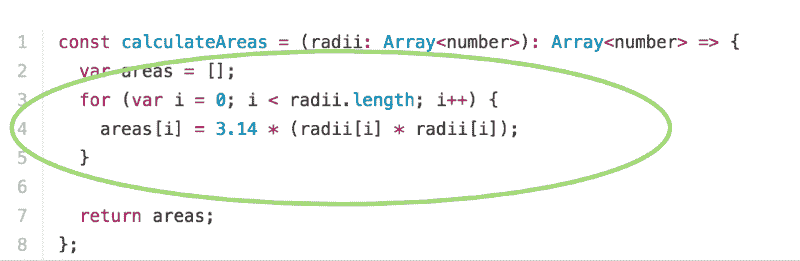 1 const calculateAreas = (radii: Array<number>): Array<number> => {
2 var areas = [];
3 for (var i = 0; i < radii.length; i++) {
4 areas[i] = 3.14 * (radii[i] * radii[i]);
5 }
6
7 return areas;
8 };